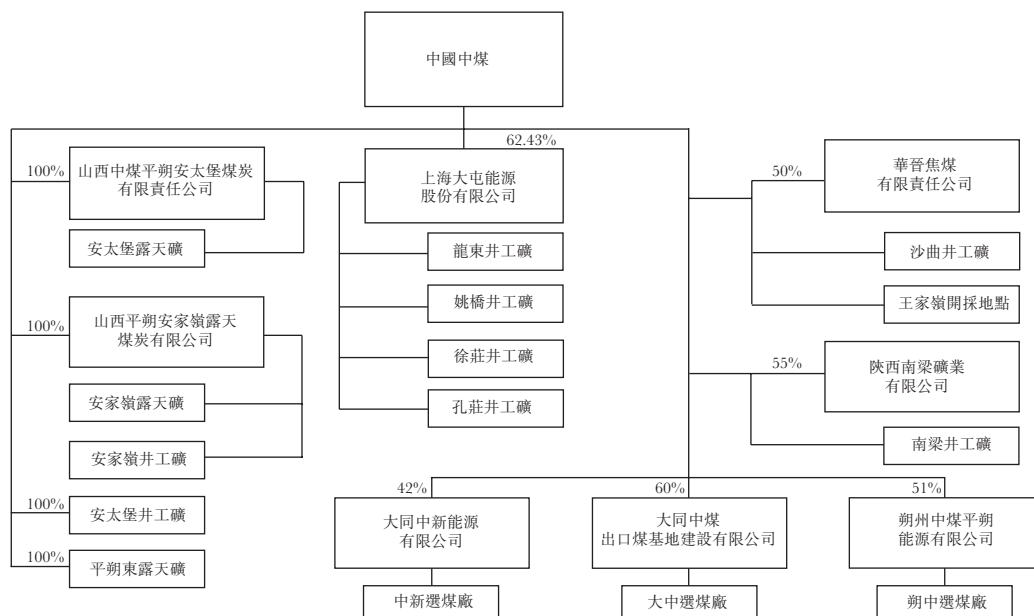 中國中煤
62.43%
100%
山西中煤平朔安太堡煤炭
有限責任公司
安太堡露天礦
100%
山西平朔安家嶺露天
煤炭有限公司
安家嶺露天礦
安家嶺井工礦
100%
安太堡井工礦
100%
平朔東露天礦
上海大屯能源
股份有限公司
龍東井工礦
姚橋井工礦
徐莊井工礦
孔莊井工礦
50%
華晉焦煤
有限責任公司
沙曲井工礦
王家嶺開採地點
55%
陝西南梁礦業
有限公司
南梁井工礦
42%
大同中新能源
有限公司
中新選煤廠
60%
大同中煤
出口煤基地建設有限公司
大中選煤廠
51%
朔州中煤平朔
能源有限公司
朔中選煤廠